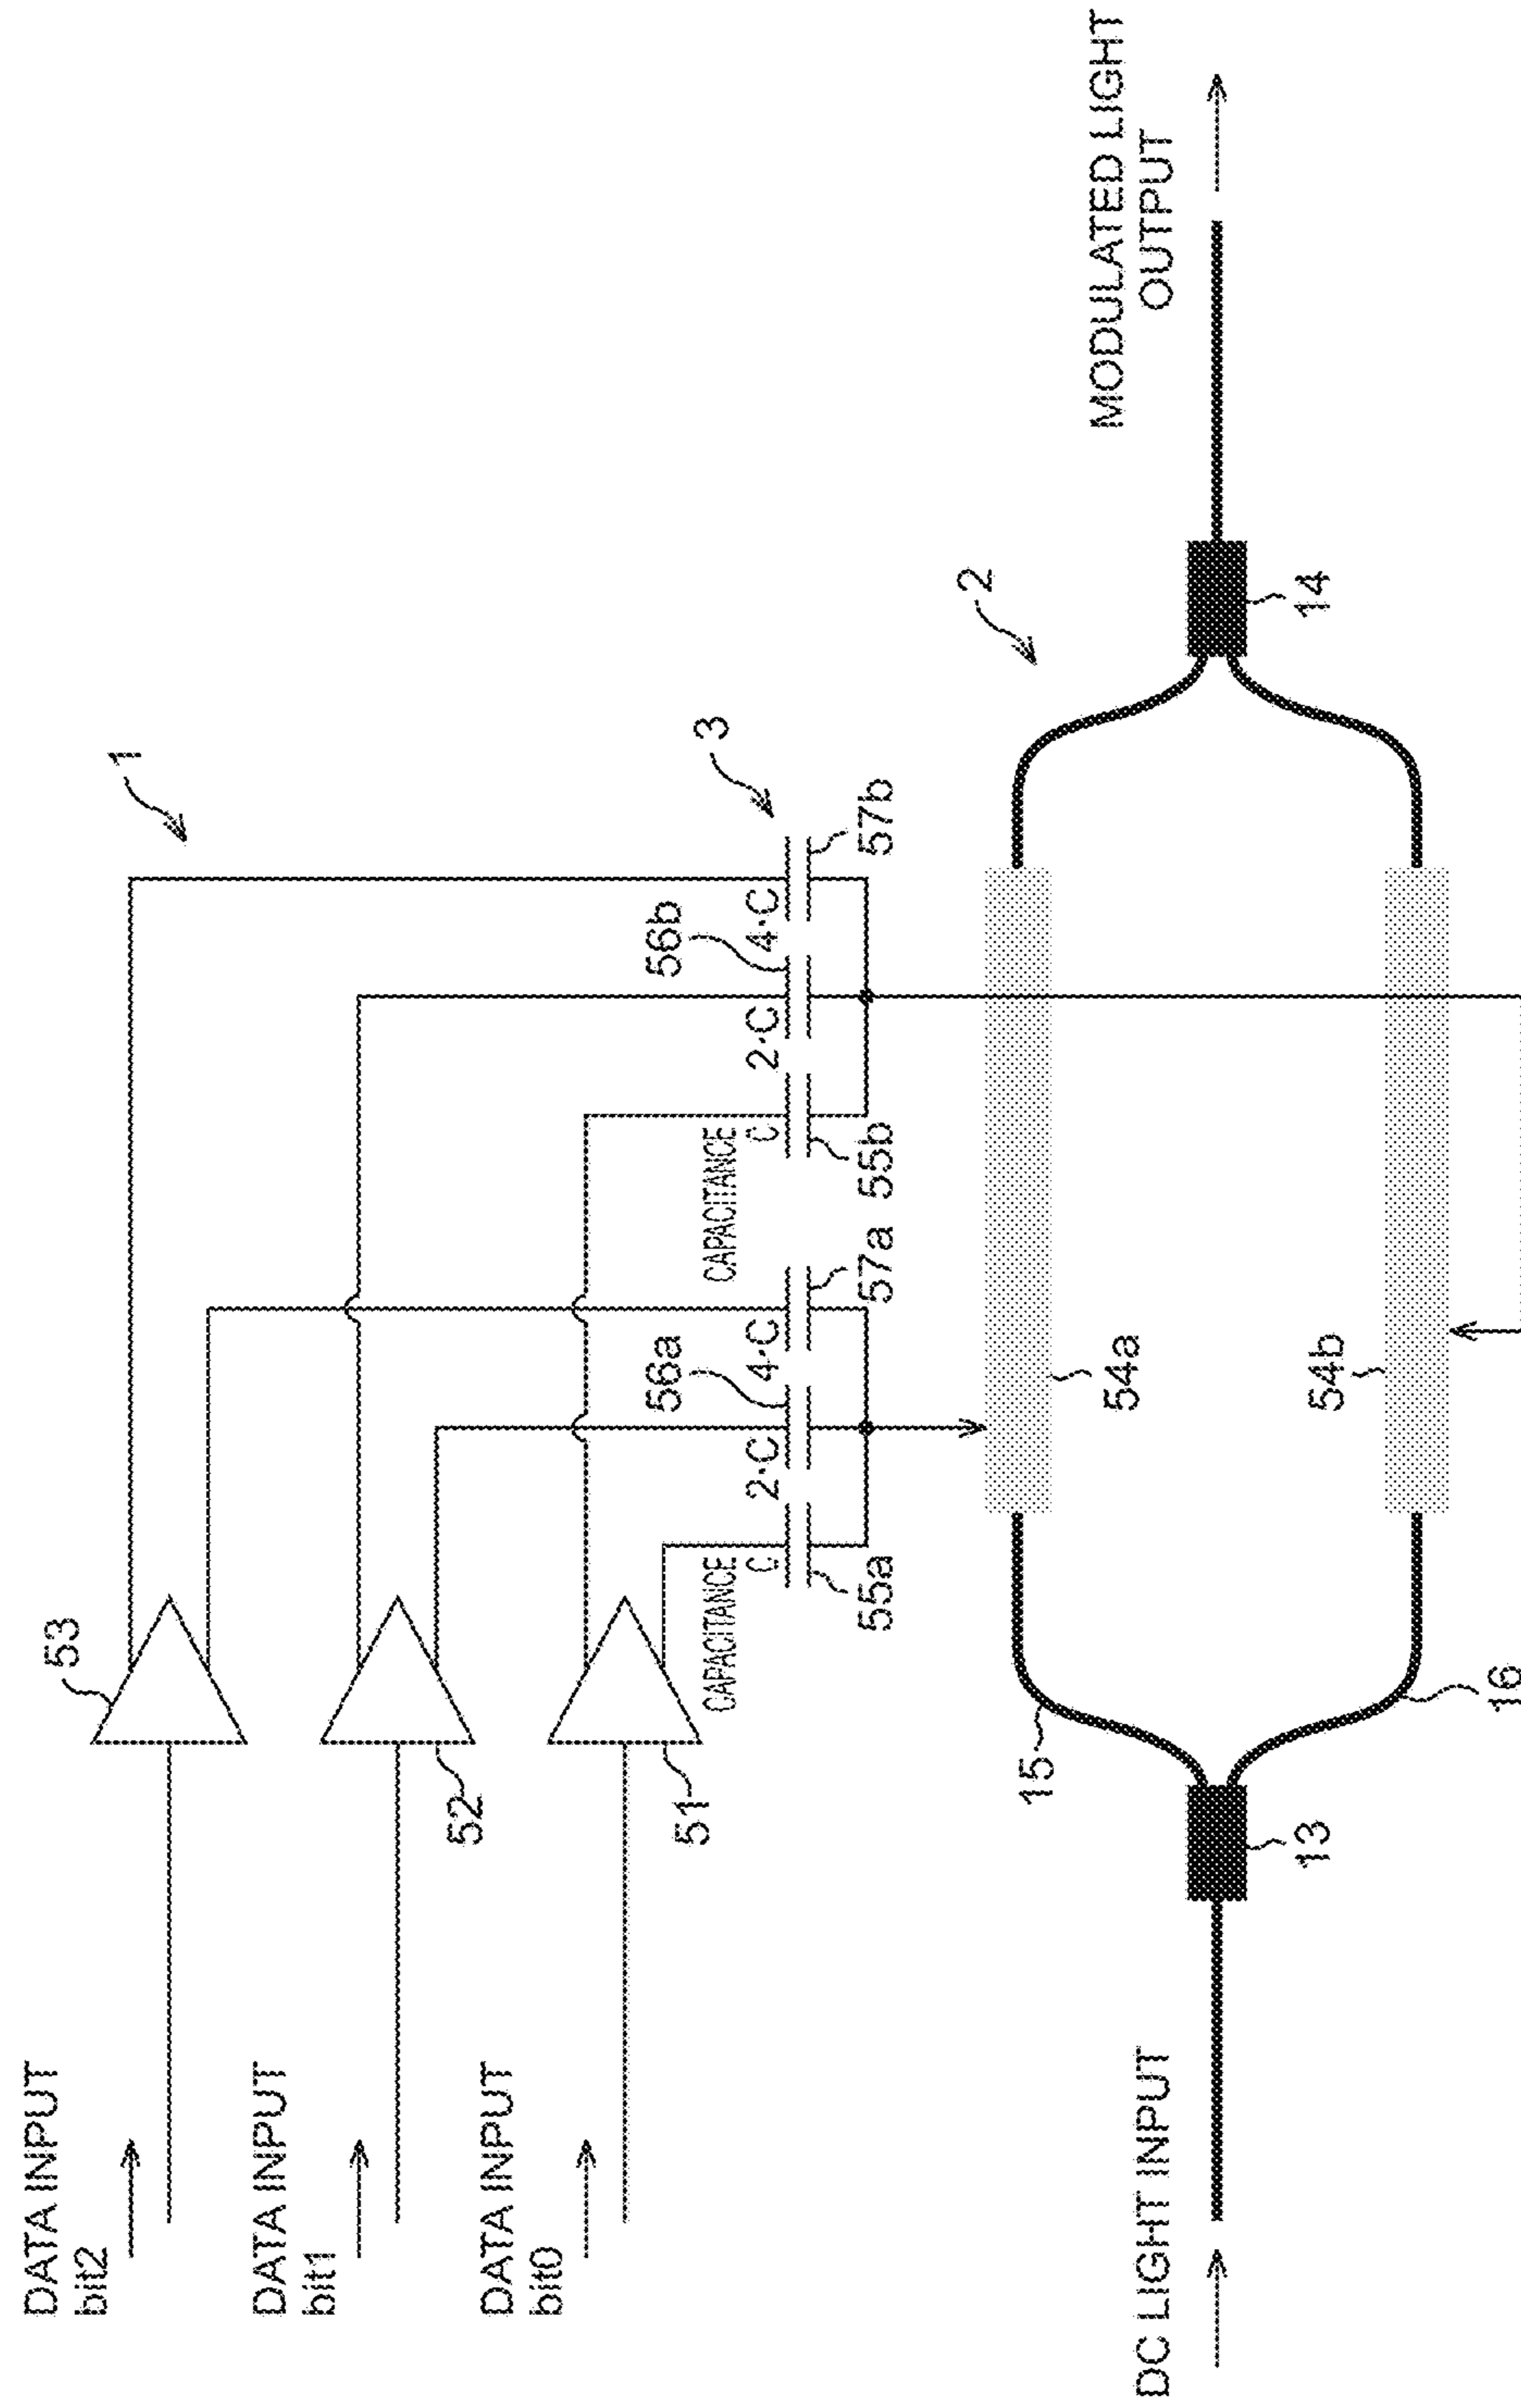 DATA INPUT
bit2
53
1
DATA INPUT
bit1
52
DATA INPUT
bit0
51
56a
56b
3
CAPACITANCE
CAPACITANCE
C
2·C
4·C
C
2·C
4·C
55a
57a
55b
57b
2
MODULATED LIGHT
OUTPUT
15
54a
DC LIGHT INPUT
13
14
54b
16